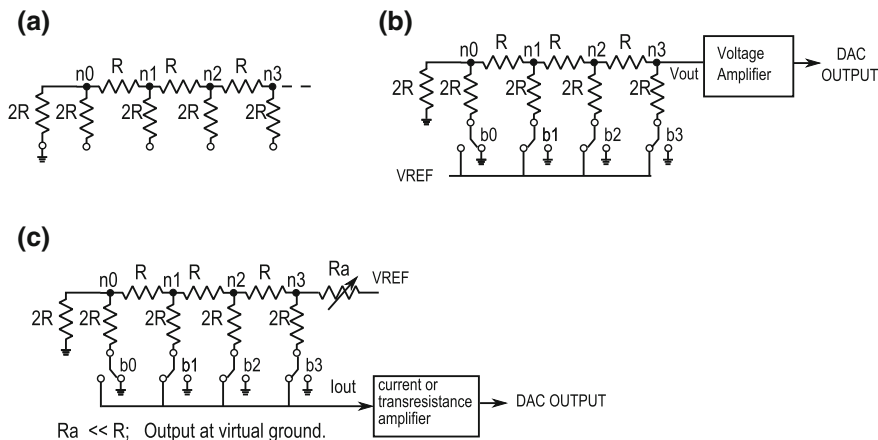 (a)
n0 R n1 R n2 R n3
2R 2R 2R 2R 2R
(b)
n0 R n1 R n2 R n3
2R 2R 2R 2R 2R
Vout
Voltage
Amplifier
DAC
OUTPUT
b0 b1 b2 b3
VREF
(c)
n0 R n1 R n2 R n3 Ra VREF
2R 2R 2R 2R 2R
b0 b1 b2 b3
Iout
current or
transresistance
amplifier
DAC OUTPUT
Ra << R; Output at virtual ground.